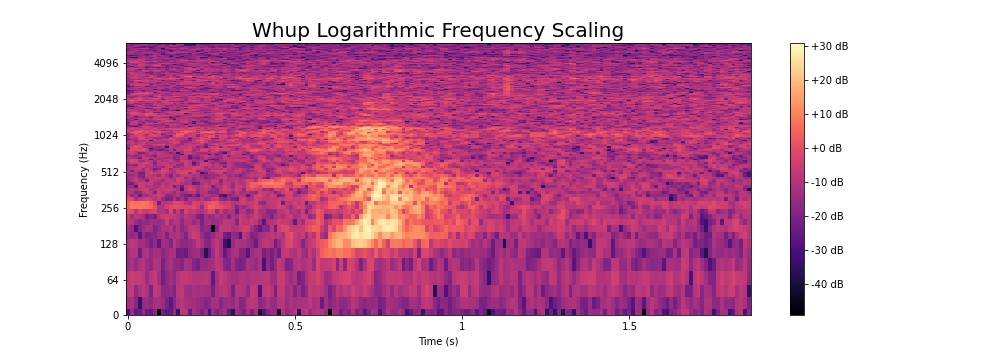 Whup Logarithmic Frequency Scaling
Frequency (Hz)
4096
2048
1024
512
256
128
64
0
0
0.5
1
1.5
Time (s)
+30 dB
+20 dB
+10 dB
+0 dB
-10 dB
-20 dB
-30 dB
-40 dB